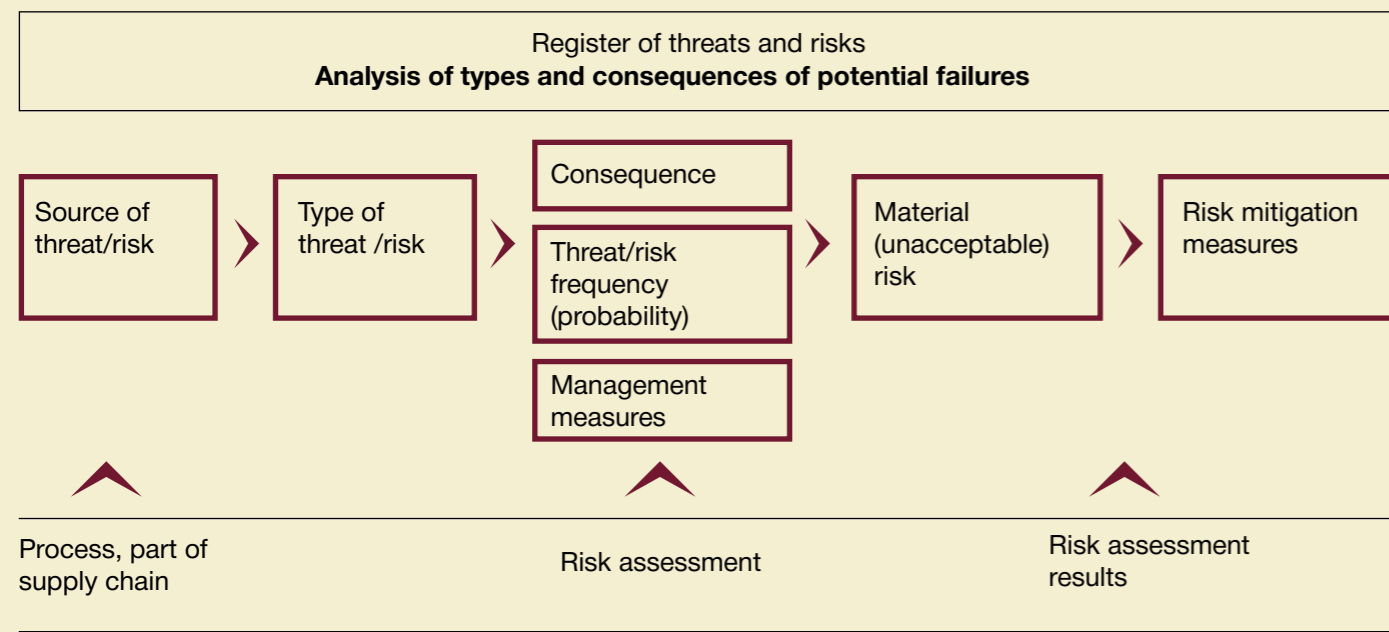 Register of threats and risks
Analysis of types and consequences of potential failures
Source of
threat/risk
Type of
threat /risk
Consequence
Threat/risk
frequency
(probability)
Management
measures
Material
(unacceptable)
risk
Risk mitigation
measures
Process, part of
supply chain
Risk assessment
Risk assessment
results